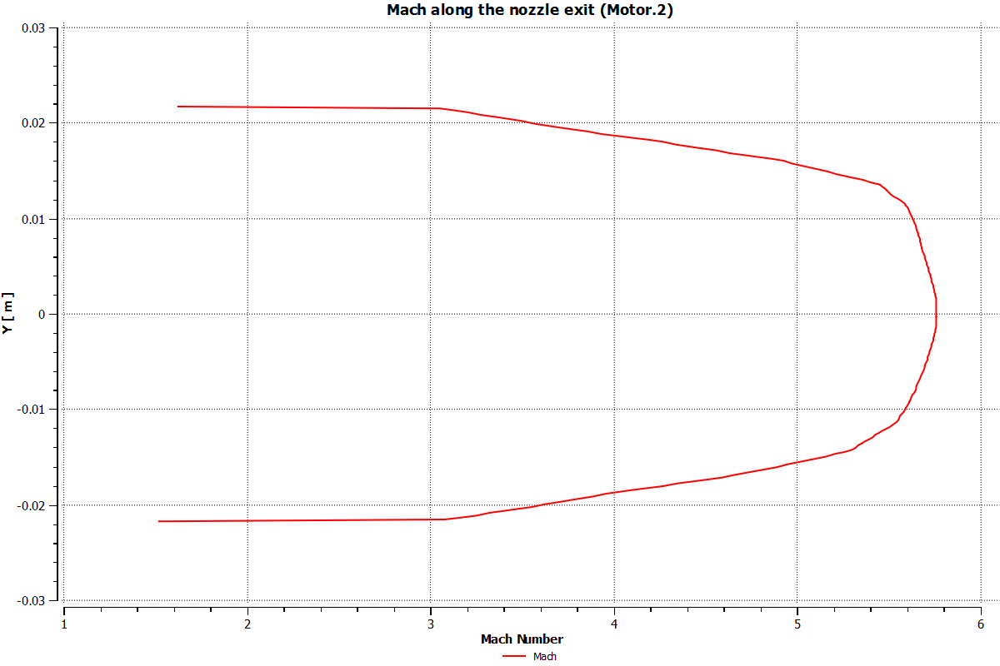 Mach along the nozzle exit (Motor.2)
0.03
0.02
0.01
0
-0.01
-0.02
-0.03
Y [ m ]
1 2 3 4 5 6
Mach Number
Mach